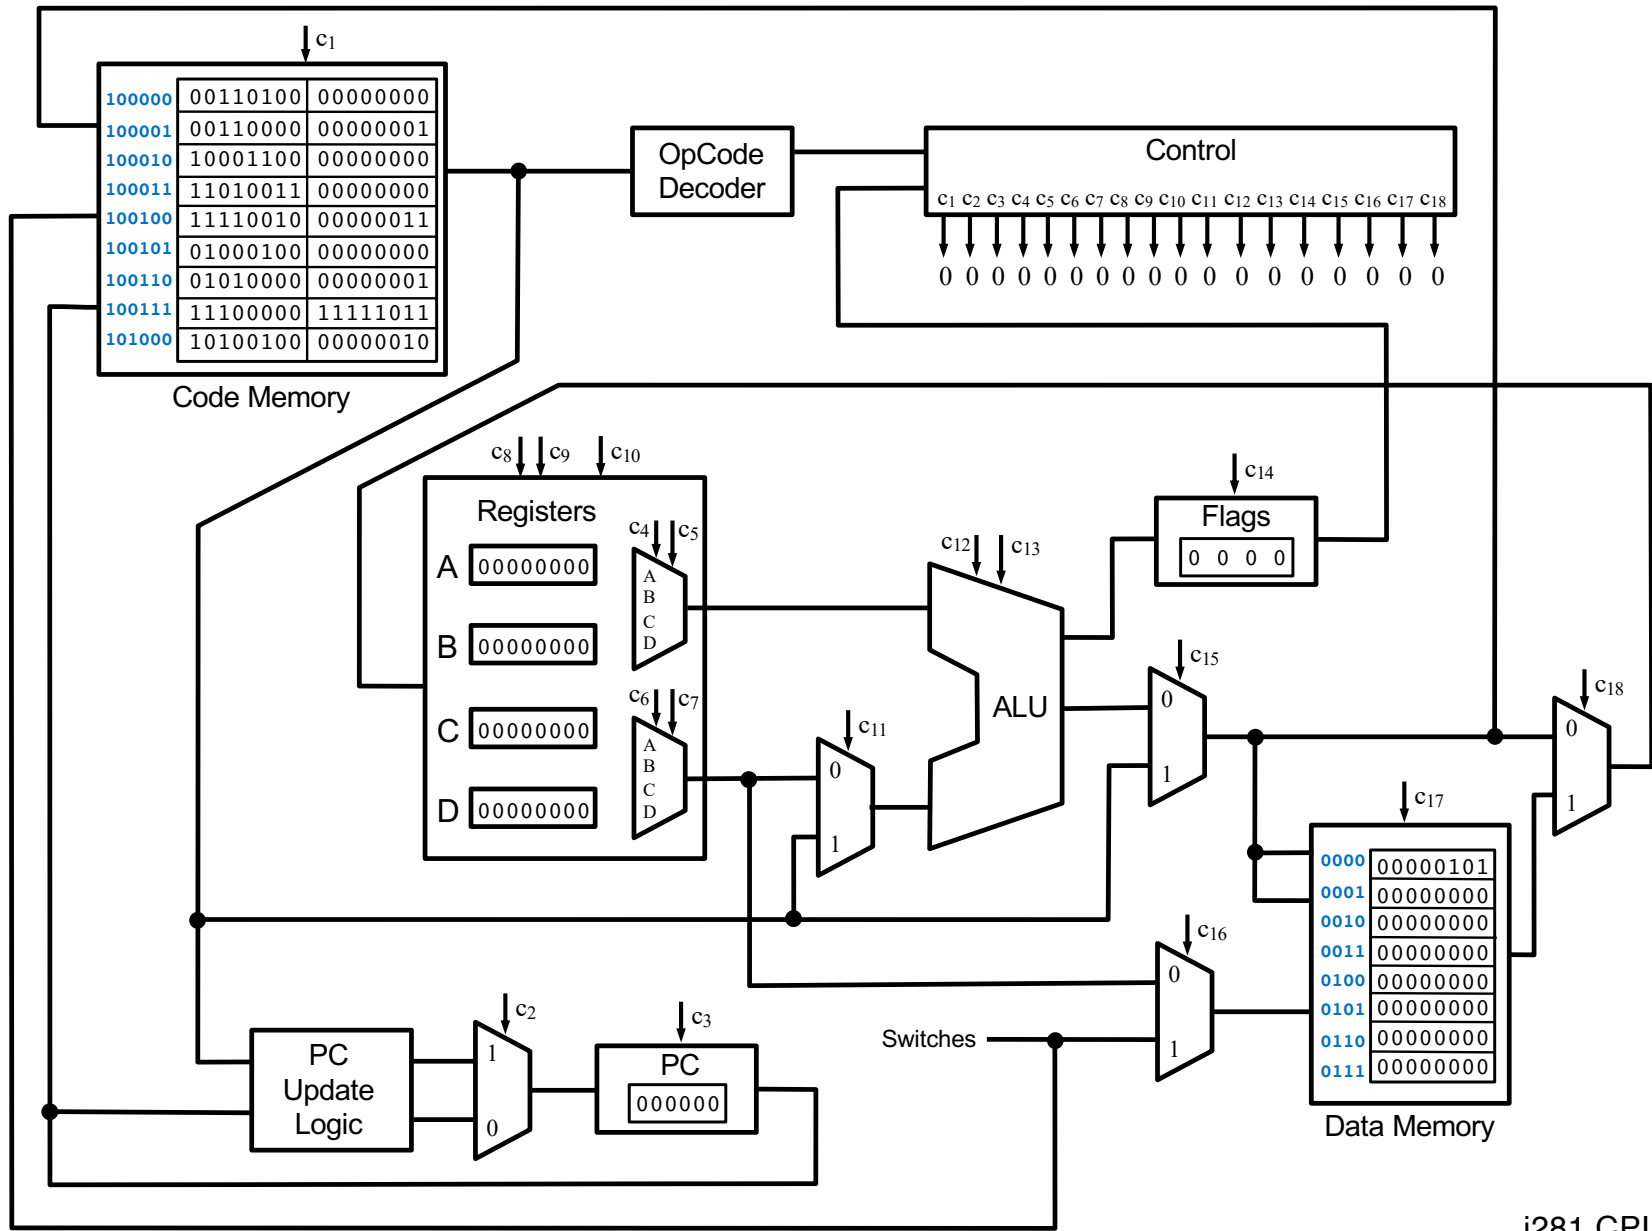 c1
100000 00110100 00000000
100001 00110000 00000001
100010 10001100 00000000
100011 11010011 00000000
100100 11110010 00000011
100101 01000100 00000000
100110 01010000 00000001
100111 11100000 11111011
101000 10100100 00000010
Code Memory
OpCode
Decoder
Control
c1 c2 c3 c4 c5 c6 c7 c8 c9 c10 c11 c12 c13 c14 c15 c16 c17 c18
0 0 0 0 0 0 0 0 0 0 0 0 0 0 0 0 0 0
c8 c9 c10
Registers
c4 c5
A 00000000
A
B
C
D
B 00000000
c6 c7
C 00000000
A
B
C
D
D 00000000
c11
0
1
c12 c13
ALU
c14
Flags
0 0 0 0
c15
0
1
c18
0
1
c17
0000 00000101
0001 00000000
0010 00000000
0011 00000000
0100 00000000
0101 00000000
0110 00000000
0111 00000000
Data Memory
c16
0
1
Switches
PC
Update
Logic
c2
1
0
c3
PC
000000